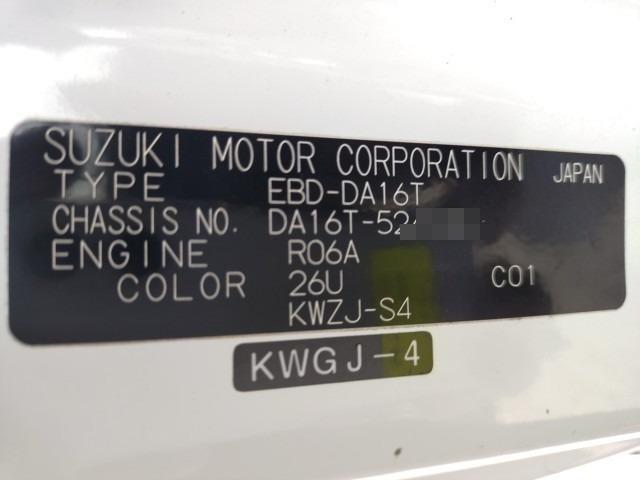 SUZUKI MOTOR CORPORATION JAPAN
TYPE EBD-DA16T
CHASSIS NO. DA16T-52
ENGINE R06A
COLOR 26U C01
KWZJ-S4
KWGJ-4